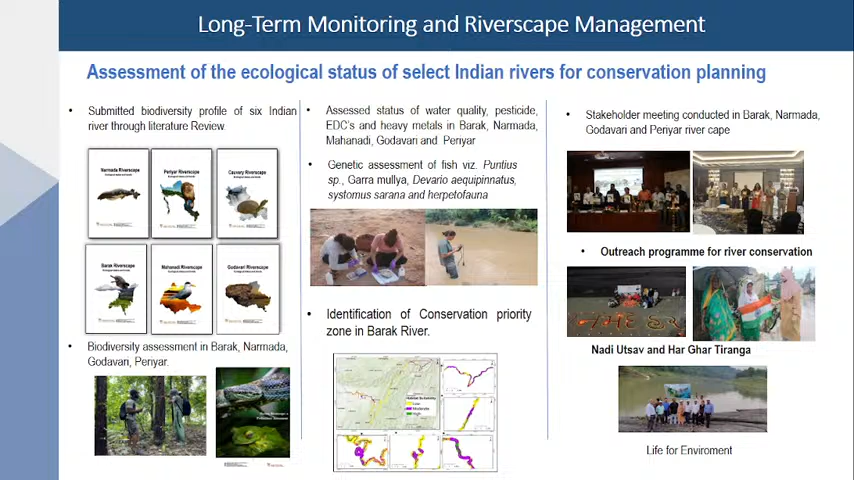 Long-Term Monitoring and Riverscape Management
Assessment of the ecological status of select Indian rivers for conservation planning
• Submitted biodiversity profile of six Indian
river through literature Review.
Narmada Riverscape
Periyar Riverscape
Cauvery Riverscape
Barak Riverscape
Mahanadi Riverscape
Godavari Riverscape
• Biodiversity assessment in Barak, Narmada,
Godavari, Periyar.
• Assessed status of water quality, pesticide,
EDC's and heavy metals in Barak, Narmada,
Mahanadi, Godavari and Periyar
• Genetic assessment of fish viz. Puntius
sp., Garra mullya, Devario aequipinnatus,
systomus sarana and herpetofauna
• Identification of Conservation priority
zone in Barak River.
Low
Moderate
High
• Stakeholder meeting conducted in Barak, Narmada,
Godavari and Periyar river cape
• Outreach programme for river conservation
Nadi Utsav and Har Ghar Tiranga
Life for Enviroment